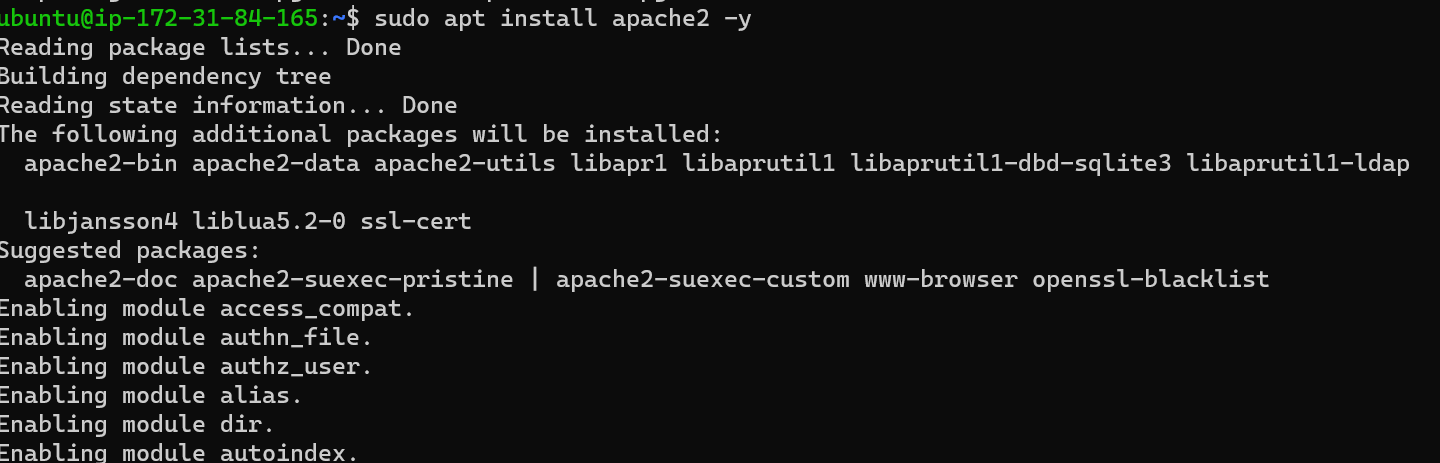 ubuntu@ip-172-31-84-165:~$ sudo apt install apache2 -y
Reading package lists... Done
Building dependency tree
Reading state information... Done
The following additional packages will be installed:
  apache2-bin apache2-data apache2-utils libapr1 libaprutil1 libaprutil1-dbd-sqlite3 libaprutil1-ldap
  libjansson4 liblua5.2-0 ssl-cert
Suggested packages:
  apache2-doc apache2-suexec-pristine | apache2-suexec-custom www-browser openssl-blacklist
Enabling module access_compat.
Enabling module authn_file.
Enabling module authz_user.
Enabling module alias.
Enabling module dir.
Enabling module autoindex.